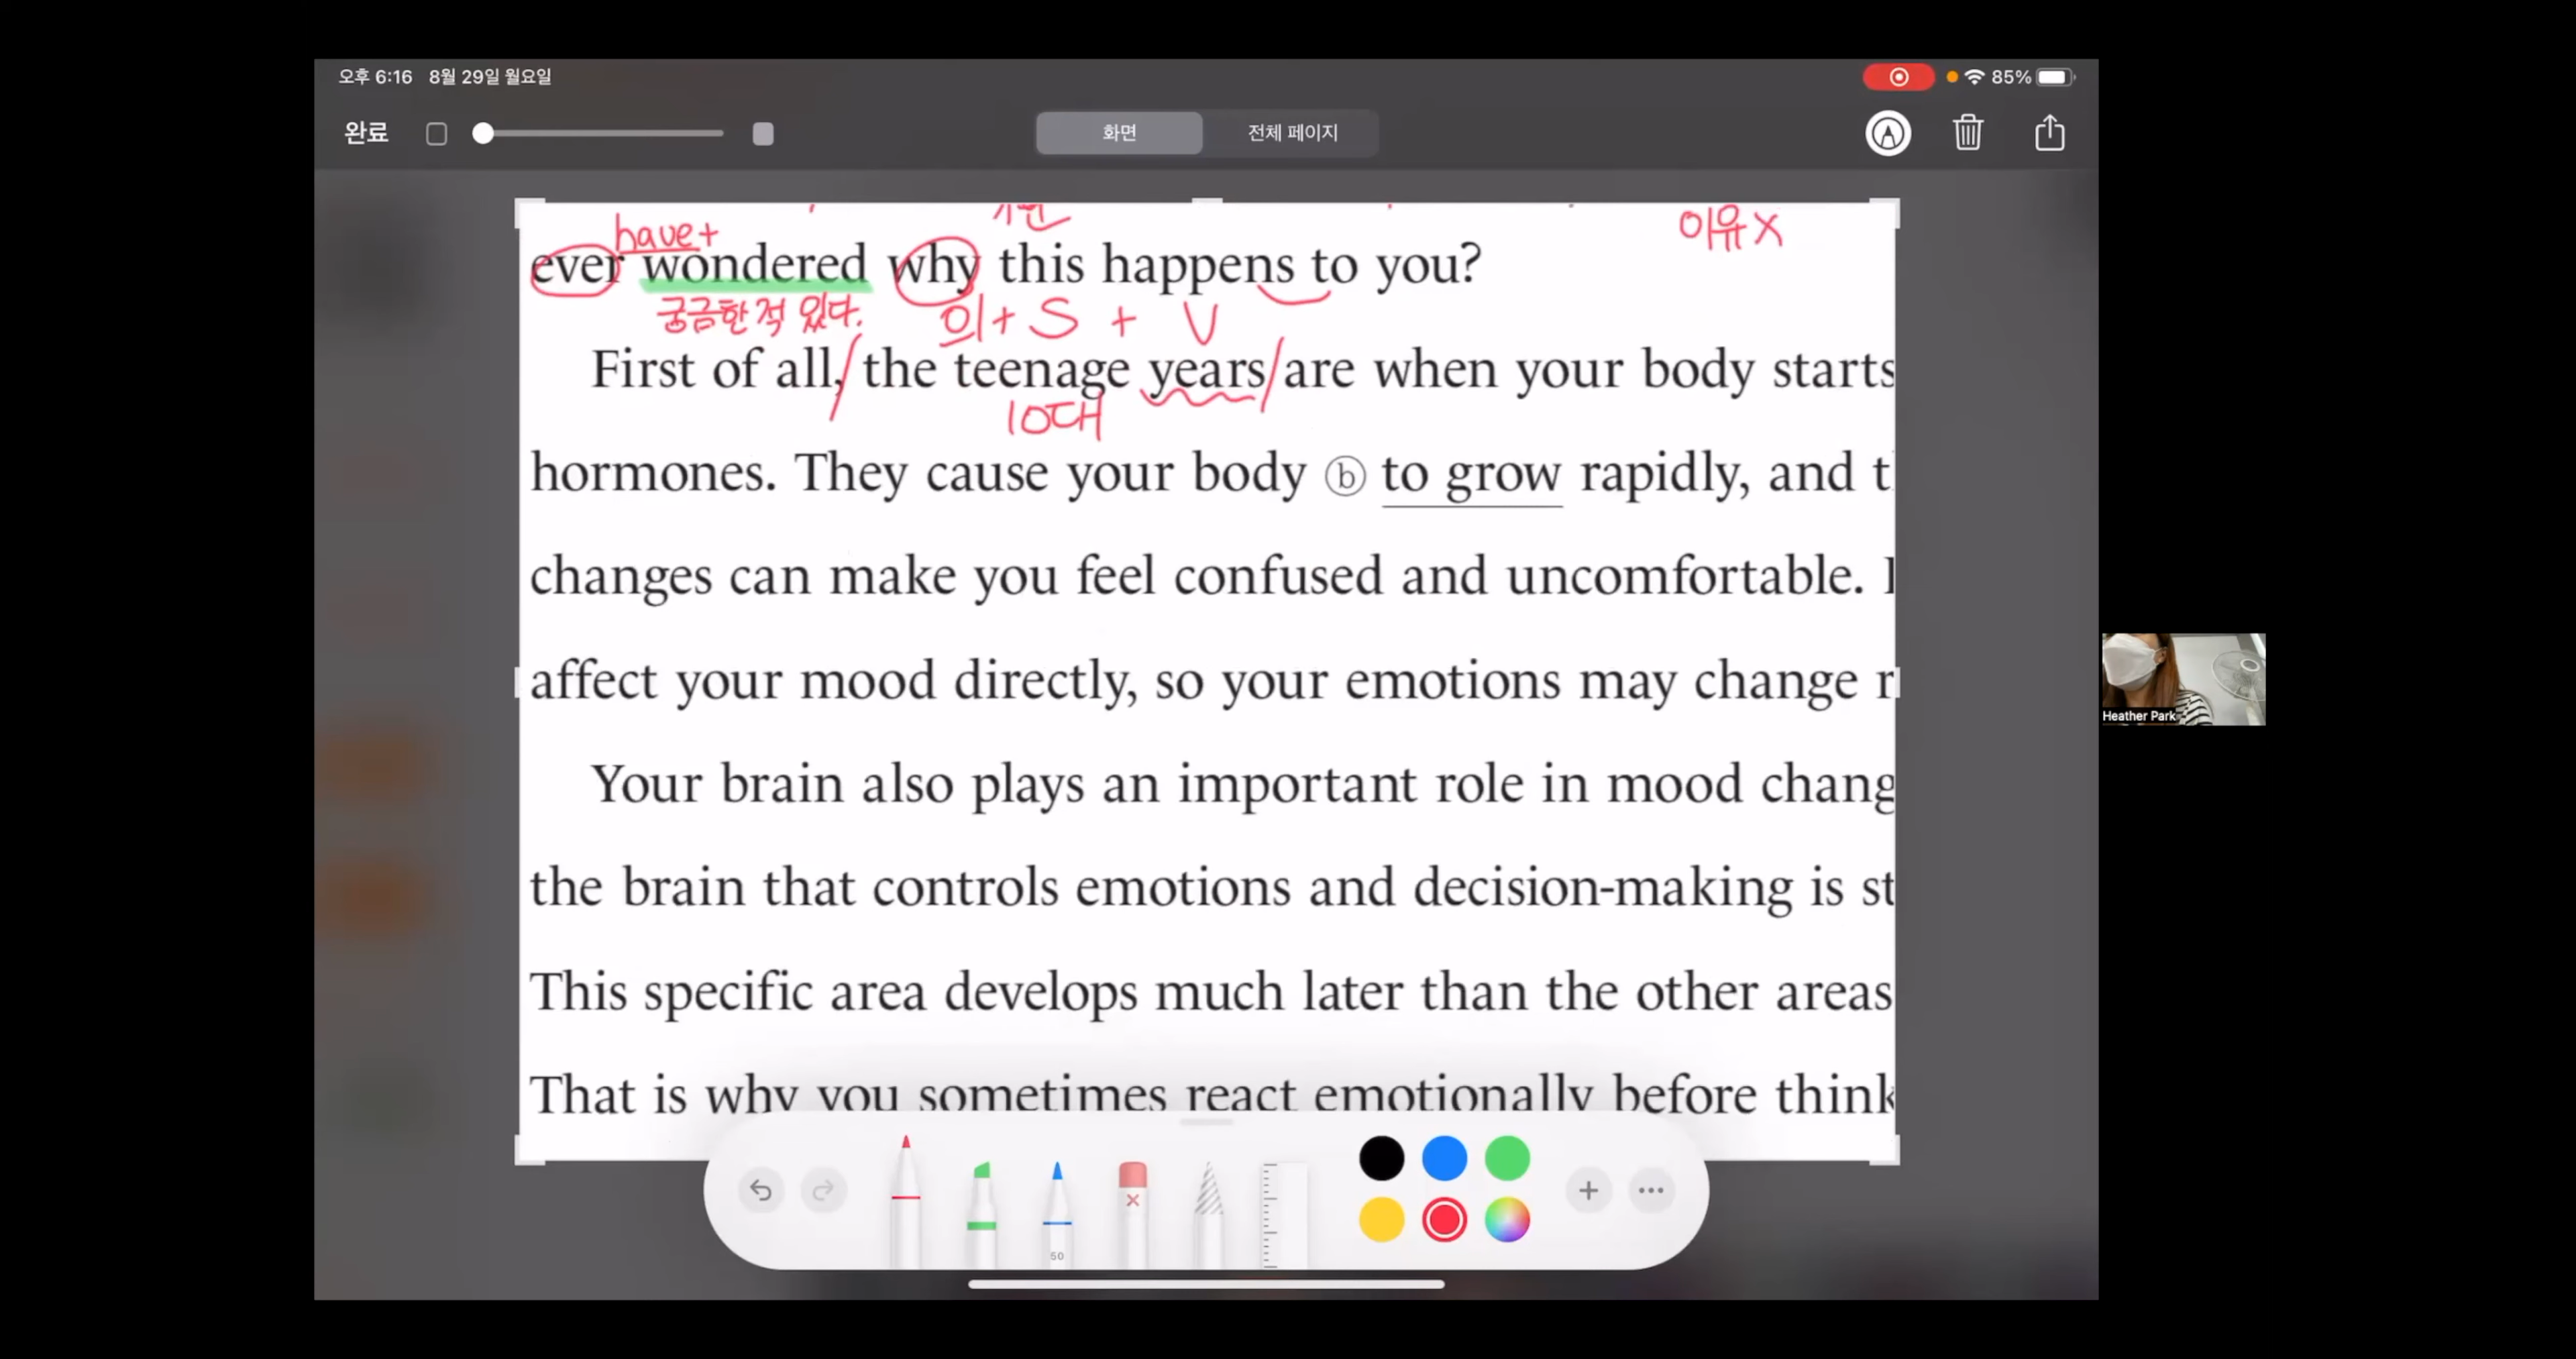 오후 6:16 8월 29일 월요일
85%
완료
화면 전체 페이지
이유X
have+
ever wondered why this happens to you?
궁금한적 있다.
의+ S + V
First of all, the teenage years are when your body starts
10대
hormones. They cause your body ⓑ to grow rapidly, and
changes can make you feel confused and uncomfortable.
affect your mood directly, so your emotions may change
Your brain also plays an important role in mood chang
the brain that controls emotions and decision-making is st
This specific area develops much later than the other areas
That is why you sometimes react emotionally before think
50
Heather Park